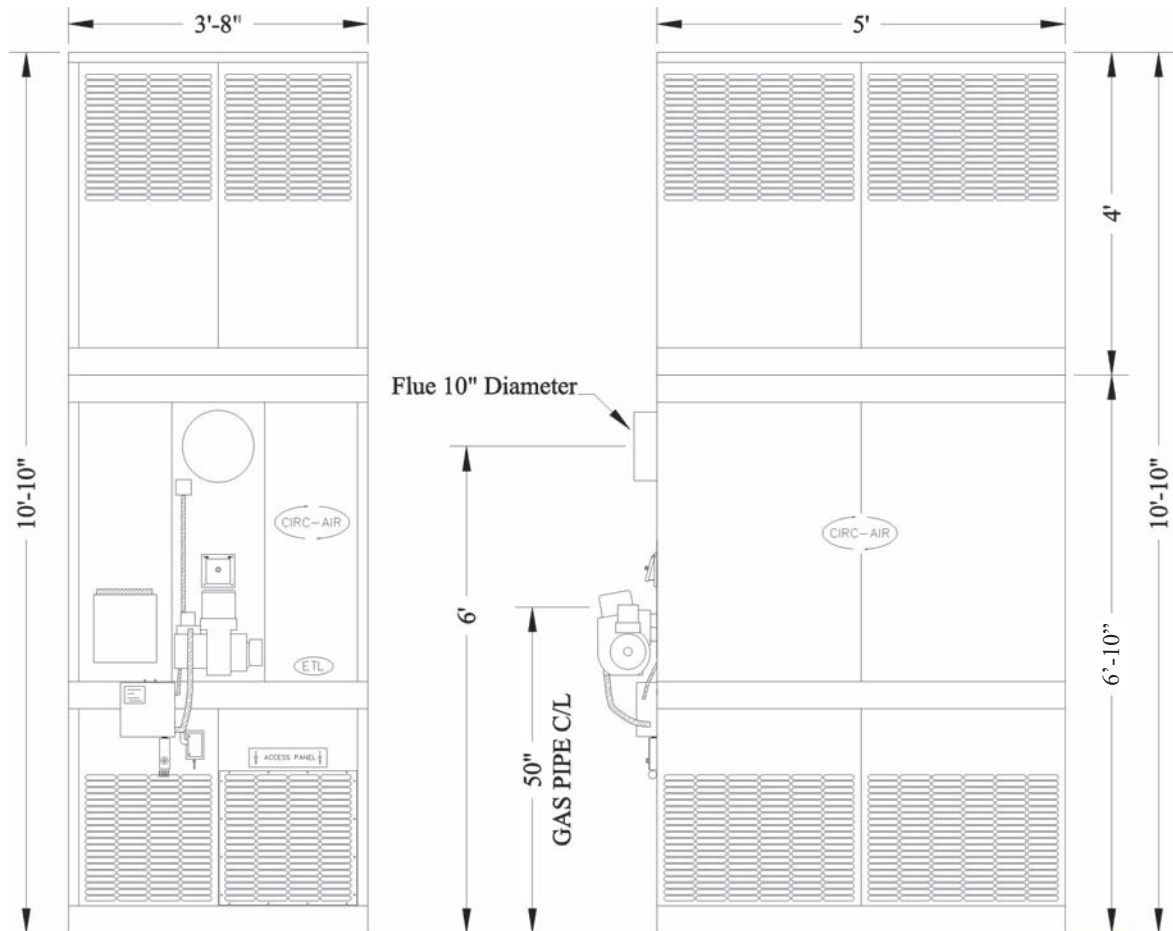 3'-8"
5'
10'-10"
4'
Flue 10" Diameter
CIRC-AIR
CIRC-AIR
10'-10"
6'
6’-10”
50"
GAS PIPE C/L
ETL
ACCESS PANEL